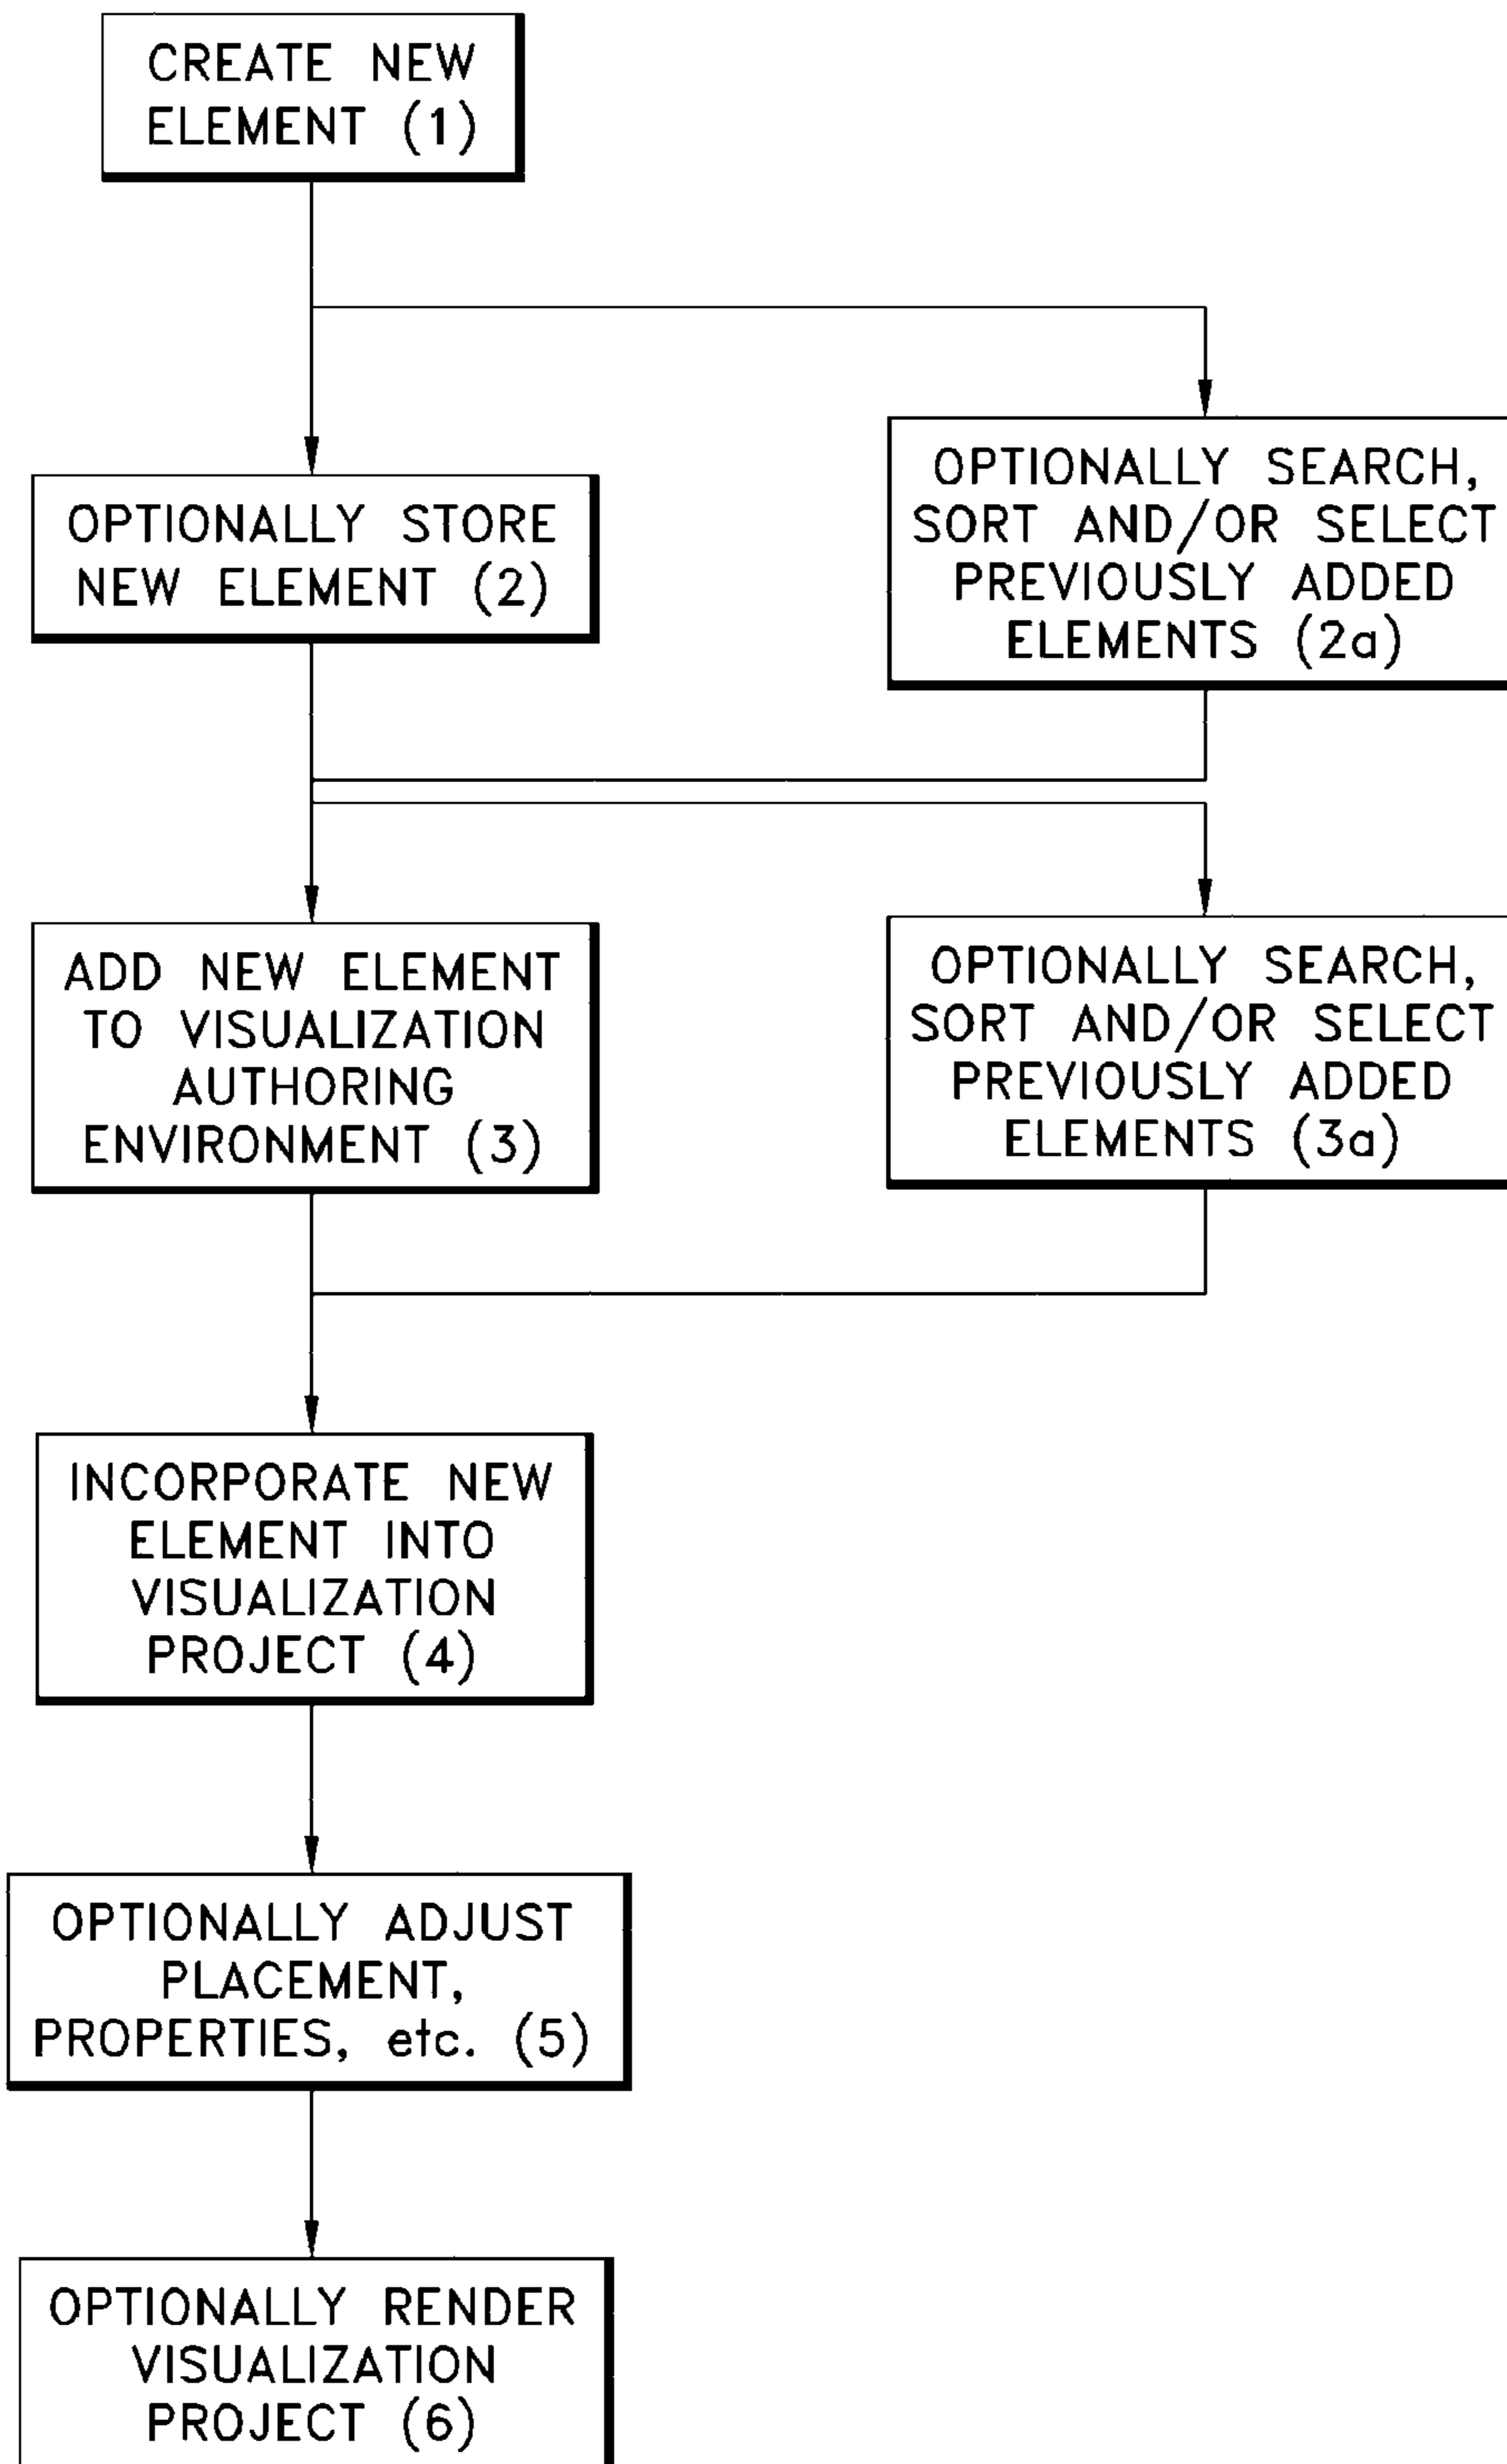 CREATE NEW
ELEMENT (1)
OPTIONALLY STORE
NEW ELEMENT (2)
OPTIONALLY SEARCH,
SORT AND/OR SELECT
PREVIOUSLY ADDED
ELEMENTS (2a)
ADD NEW ELEMENT
TO VISUALIZATION
AUTHORING
ENVIRONMENT (3)
OPTIONALLY SEARCH,
SORT AND/OR SELECT
PREVIOUSLY ADDED
ELEMENTS (3a)
INCORPORATE NEW
ELEMENT INTO
VISUALIZATION
PROJECT (4)
OPTIONALLY ADJUST
PLACEMENT,
PROPERTIES, etc. (5)
OPTIONALLY RENDER
VISUALIZATION
PROJECT (6)